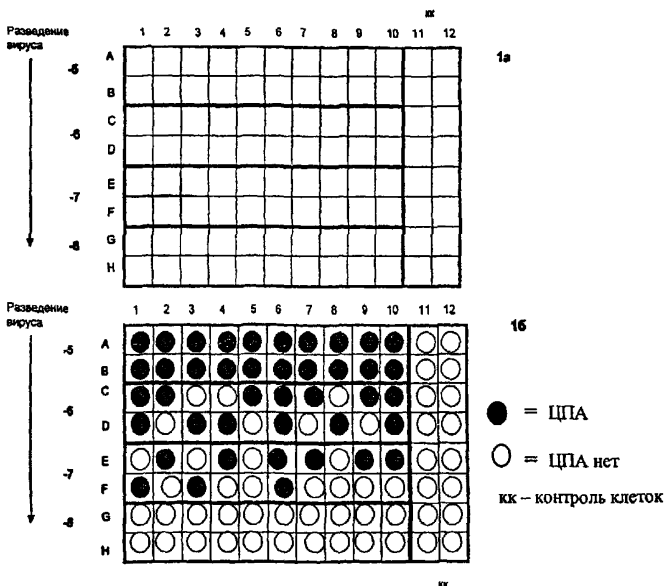 кк
Разведение
вируса
1 2 3 4 5 6 7 8 9 10 11 12
1а
A
-5
B
C
-6
D
E
-7
F
G
-8
H
Разведение
вируса
1 2 3 4 5 6 7 8 9 10 11 12
1б
A
-5
B
C
-6
D
= ЦПА
E
= ЦПА нет
-7
F
кк – контроль клеток
G
-8
H
кк